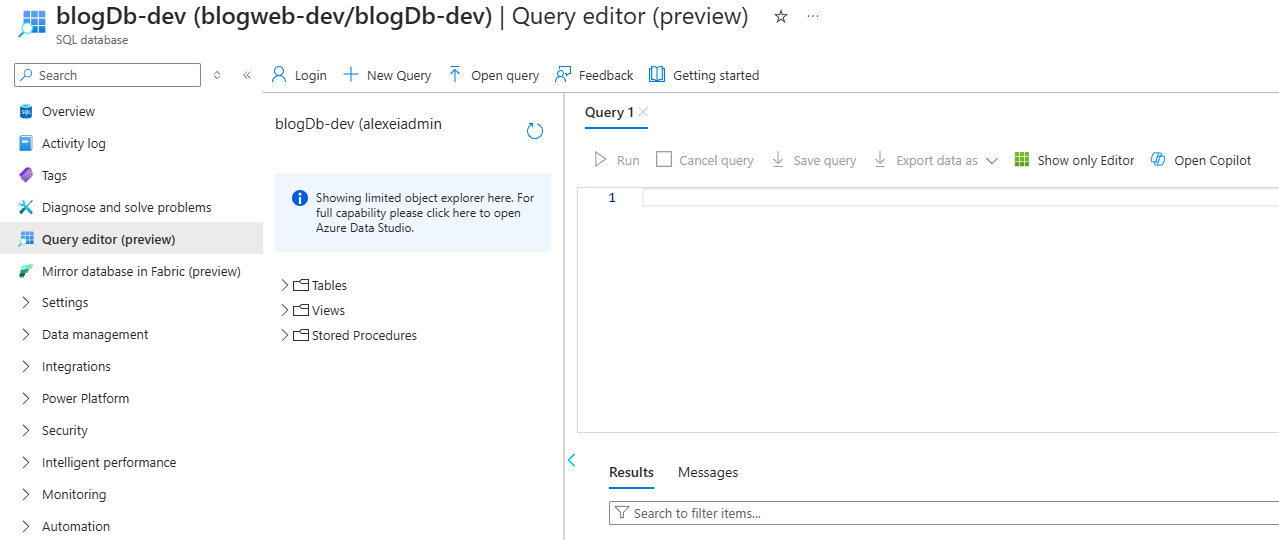 blogDb-dev (blogweb-dev/blogDb-dev) | Query editor (preview)
SQL database
Search
Login
New Query
Open query
Feedback
Getting started
Overview
Activity log
Tags
Diagnose and solve problems
Query editor (preview)
Mirror database in Fabric (preview)
Settings
Data management
Integrations
Power Platform
Security
Intelligent performance
Monitoring
Automation
blogDb-dev (alexeiadmin
Showing limited object explorer here. For
full capability please click here to open
Azure Data Studio.
Tables
Views
Stored Procedures
Query 1
Run
Cancel query
Save query
Export data as
Show only Editor
Open Copilot
1
Results
Messages
Search to filter items...